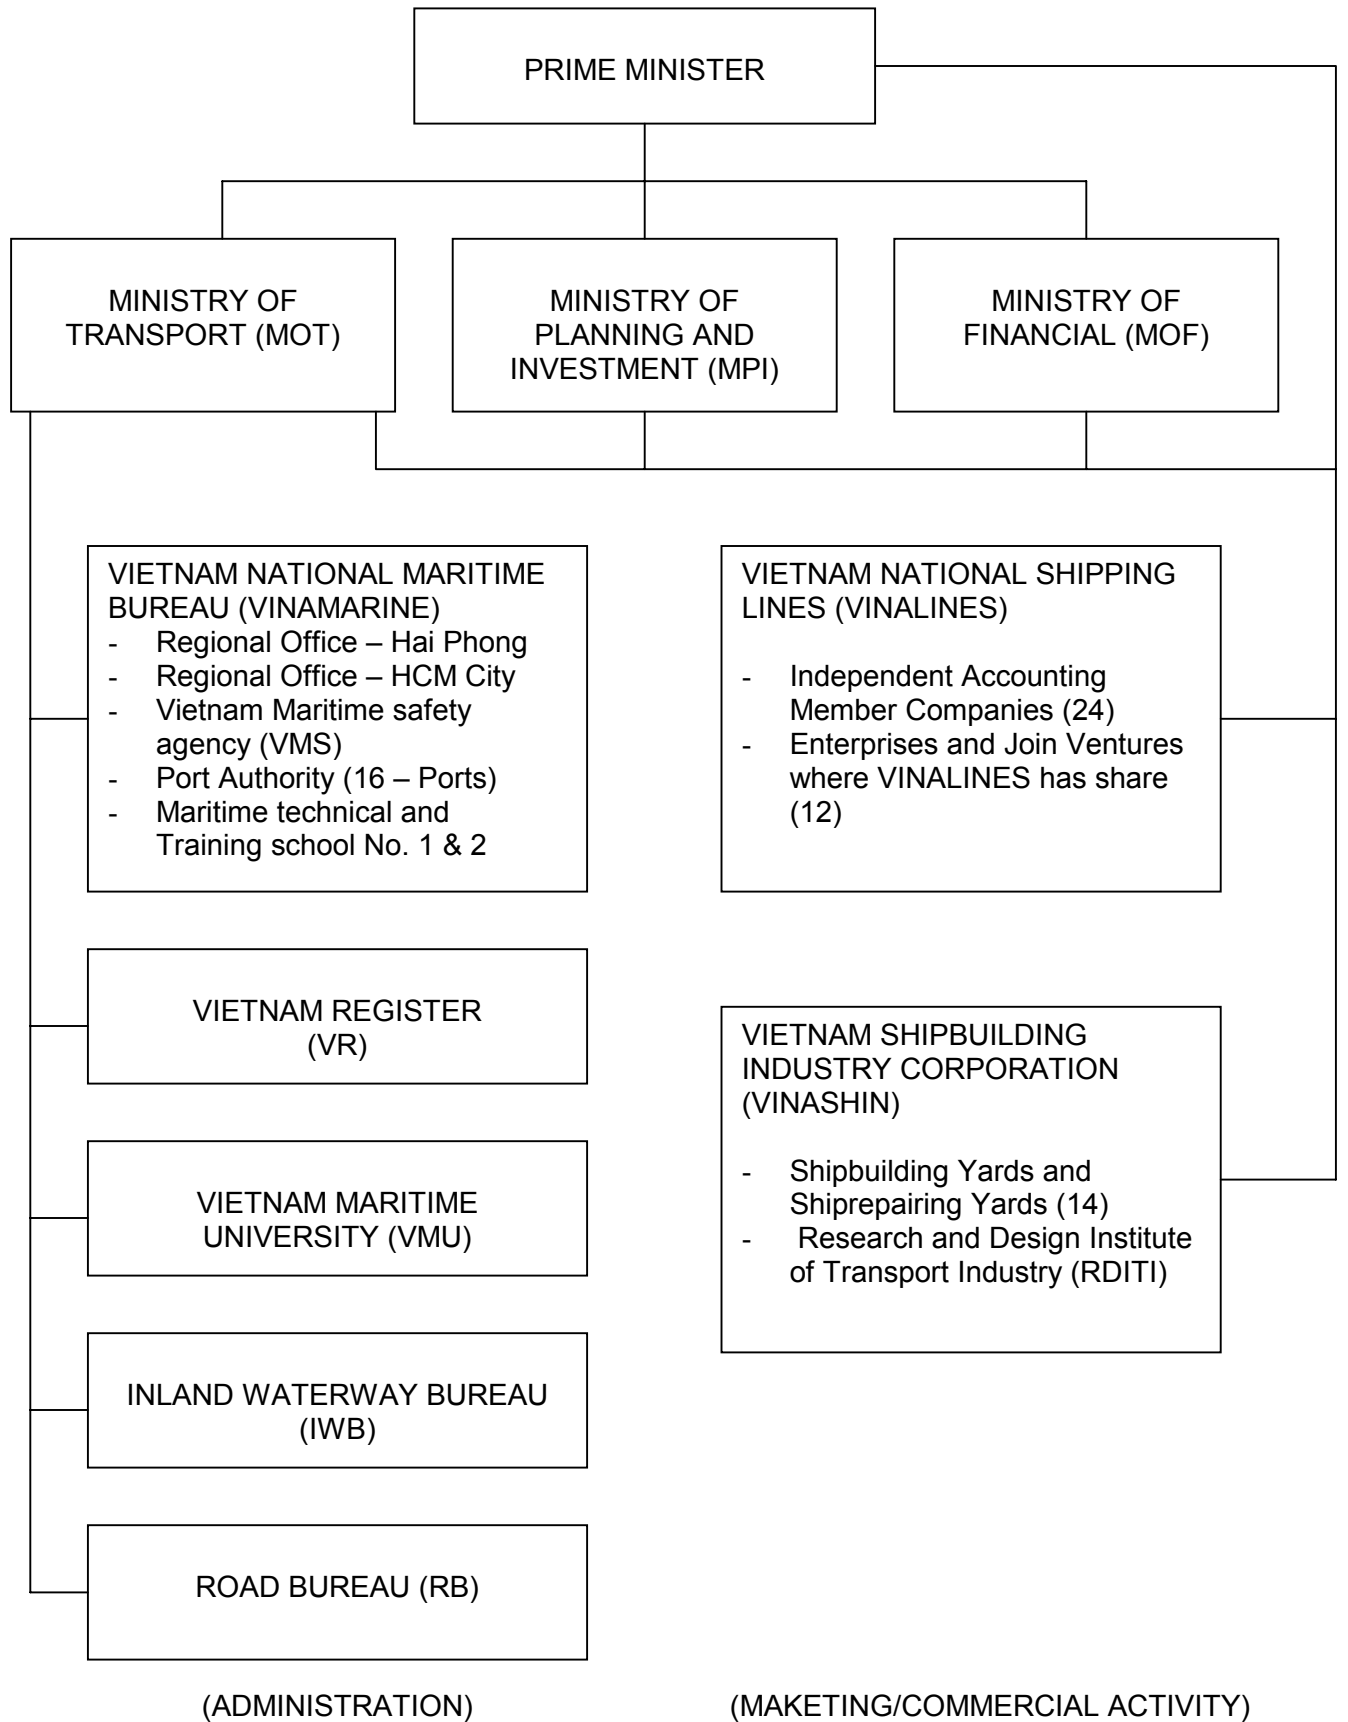 PRIME MINISTER
MINISTRY OF
TRANSPORT (MOT)
MINISTRY OF
PLANNING AND
INVESTMENT (MPI)
MINISTRY OF
FINANCIAL (MOF)
VIETNAM NATIONAL MARITIME
BUREAU (VINAMARINE)
- Regional Office – Hai Phong
- Regional Office – HCM City
- Vietnam Maritime safety
agency (VMS)
- Port Authority (16 – Ports)
- Maritime technical and
Training school No. 1 & 2
VIETNAM REGISTER
(VR)
VIETNAM MARITIME
UNIVERSITY (VMU)
INLAND WATERWAY BUREAU
(IWB)
ROAD BUREAU (RB)
(ADMINISTRATION)
VIETNAM NATIONAL SHIPPING
LINES (VINALINES)
- Independent Accounting
Member Companies (24)
- Enterprises and Join Ventures
where VINALINES has share
(12)
VIETNAM SHIPBUILDING
INDUSTRY CORPORATION
(VINASHIN)
- Shipbuilding Yards and
Shiprepairing Yards (14)
- Research and Design Institute
of Transport Industry (RDITI)
(MAKETING/COMMERCIAL ACTIVITY)